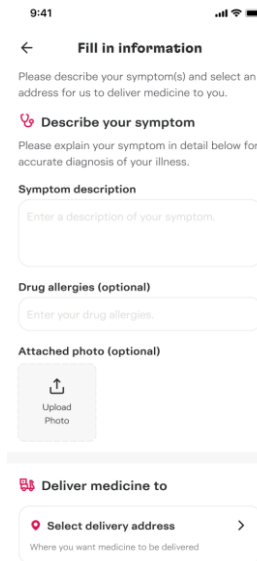 9:41
Fill in information
Please describe your symptom(s) and select an
address for us to deliver medicine to you.
Describe your symptom
Please explain your symptom in detail below for
accurate diagnosis of your illness.
Symptom description
Enter a description of your symptom.
Drug allergies (optional)
Enter your drug allergies.
Attached photo (optional)
Upload
Photo
Deliver medicine to
Select delivery address
Where you want medicine to be delivered